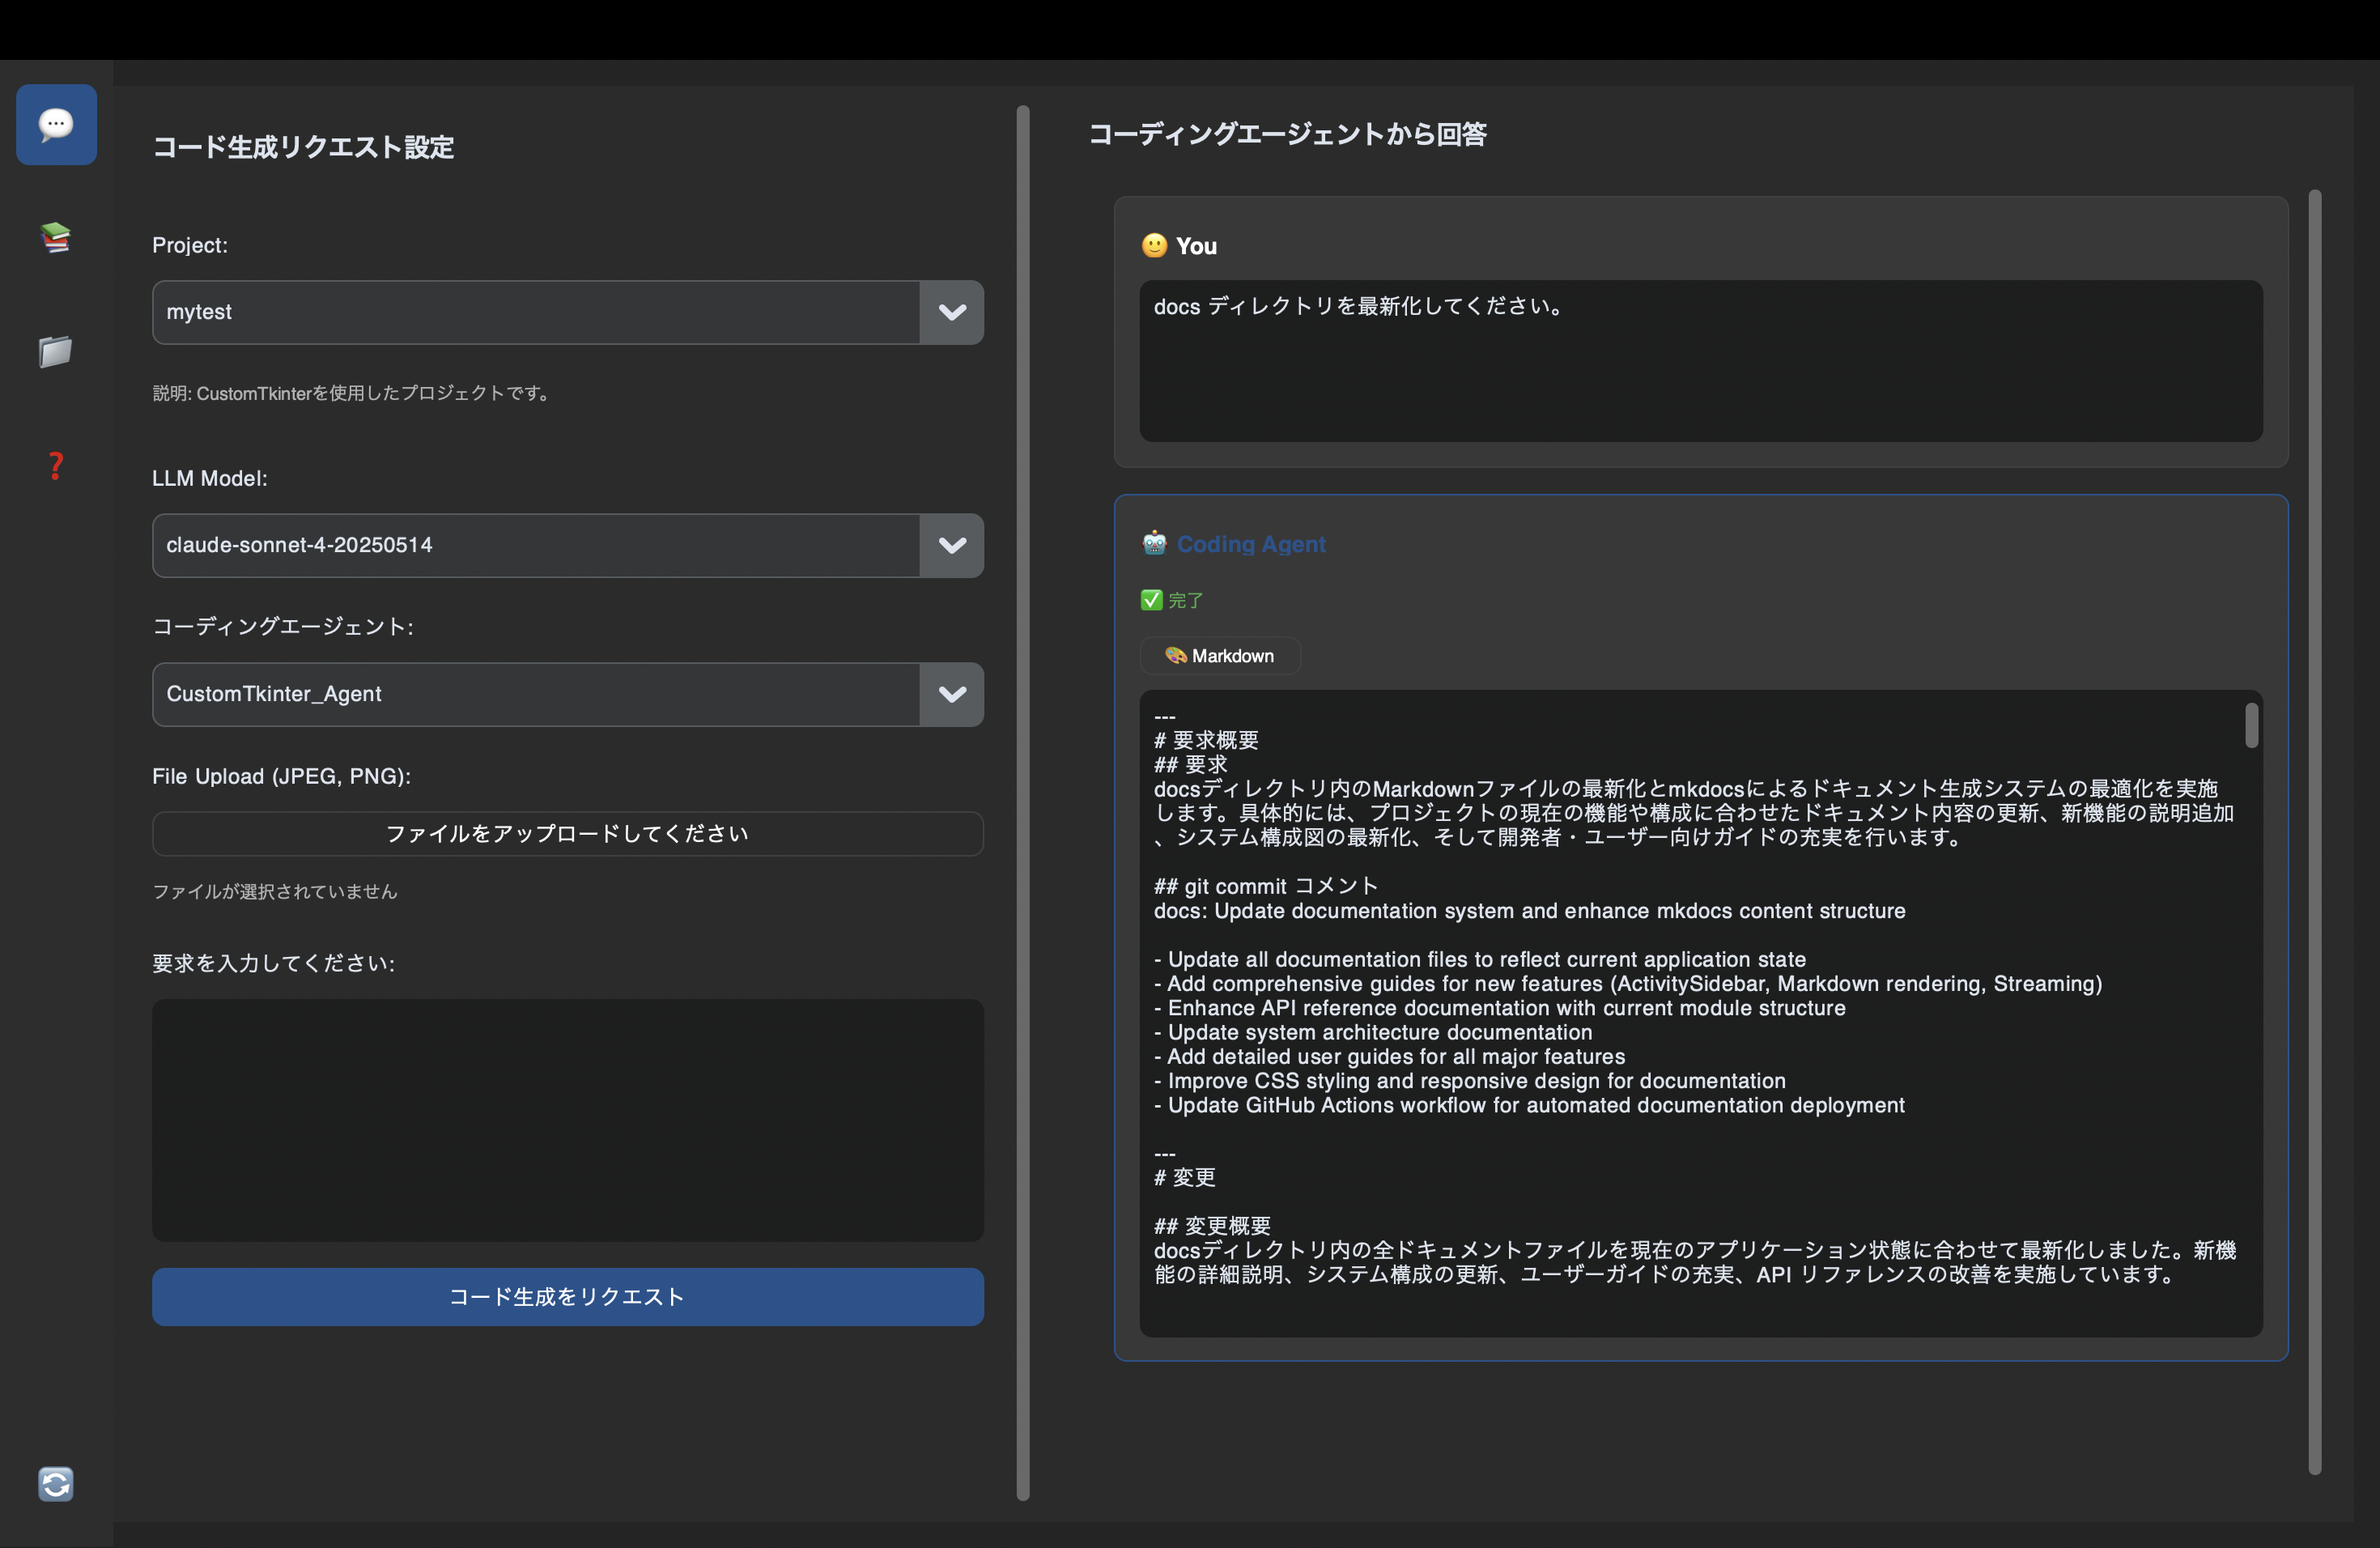 コード生成リクエスト設定
Project:
mytest
説明: CustomTkinterを使用したプロジェクトです。
LLM Model:
claude-sonnet-4-20250514
コーディングエージェント:
CustomTkinter_Agent
File Upload (JPEG, PNG):
ファイルをアップロードしてください
ファイルが選択されていません
要求を入力してください:
コード生成をリクエスト
コーディングエージェントから回答
You
docs ディレクトリを最新化してください。
Coding Agent
完了
Markdown
---
# 要求概要
## 要求
docsディレクトリ内のMarkdownファイルの最新化とmkdocsによるドキュメント生成システムの最適化を実施
します。具体的には、プロジェクトの現在の機能や構成に合わせたドキュメント内容の更新、新機能の説明追加
、システム構成図の最新化、そして開発者・ユーザー向けガイドの充実を行います。
## git commit コメント
docs: Update documentation system and enhance mkdocs content structure
- Update all documentation files to reflect current application state
- Add comprehensive guides for new features (ActivitySidebar, Markdown rendering, Streaming)
- Enhance API reference documentation with current module structure
- Update system architecture documentation
- Add detailed user guides for all major features
- Improve CSS styling and responsive design for documentation
- Update GitHub Actions workflow for automated documentation deployment
---
# 変更
## 変更概要
docsディレクトリ内の全ドキュメントファイルを現在のアプリケーション状態に合わせて最新化しました。新機
能の詳細説明、システム構成の更新、ユーザーガイドの充実、API リファレンスの改善を実施しています。